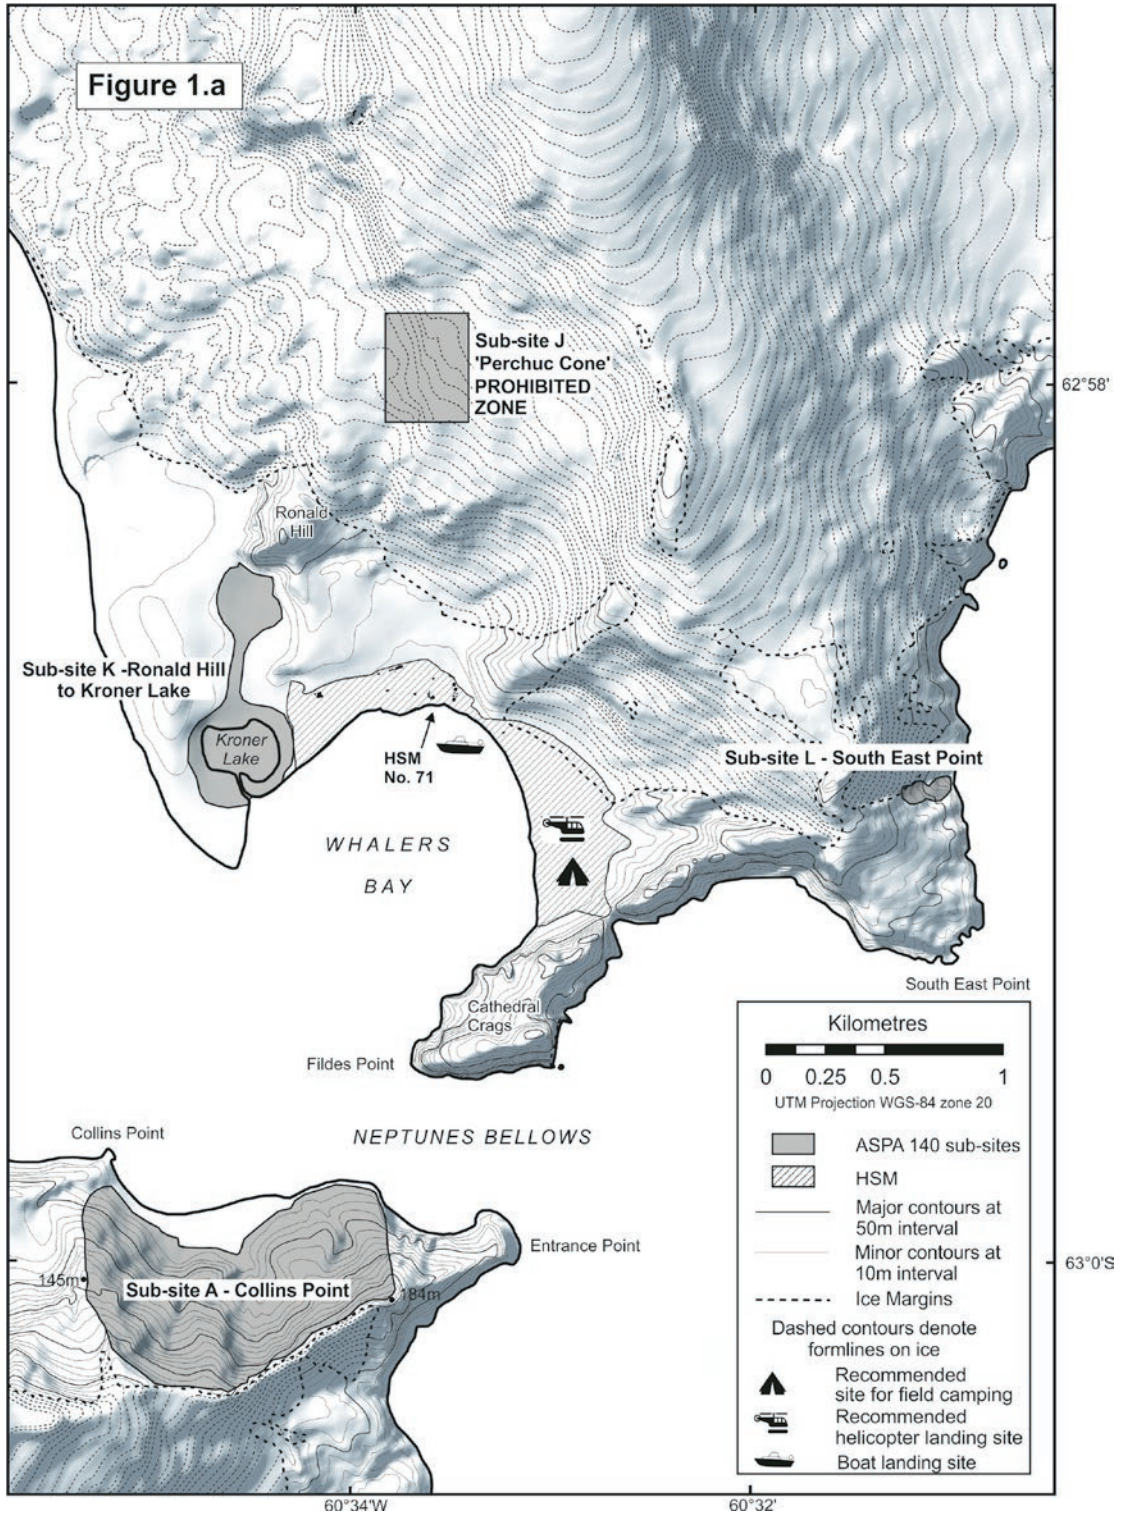 Figure 1.a
Sub-site J
'Perchuc Cone'
PROHIBITED
ZONE
62°58'
Ronald
Hill
Sub-site K -Ronald Hill
to Kroner Lake
Kroner
Lake
HSM
No. 71
Sub-site L - South East Point
WHALERS
BAY
South East Point
Cathedral
Crags
Fildes Point
Collins Point
NEPTUNES BELLOWS
Entrance Point
145m
Sub-site A - Collins Point
184m
63°0'S
Kilometres
0 0.25 0.5 1
UTM Projection WGS-84 zone 20
ASPA 140 sub-sites
HSM
Major contours at
50m interval
Minor contours at
10m interval
Ice Margins
Dashed contours denote
formlines on ice
Recommended
site for field camping
Recommended
helicopter landing site
Boat landing site
60°34'W
60°32'